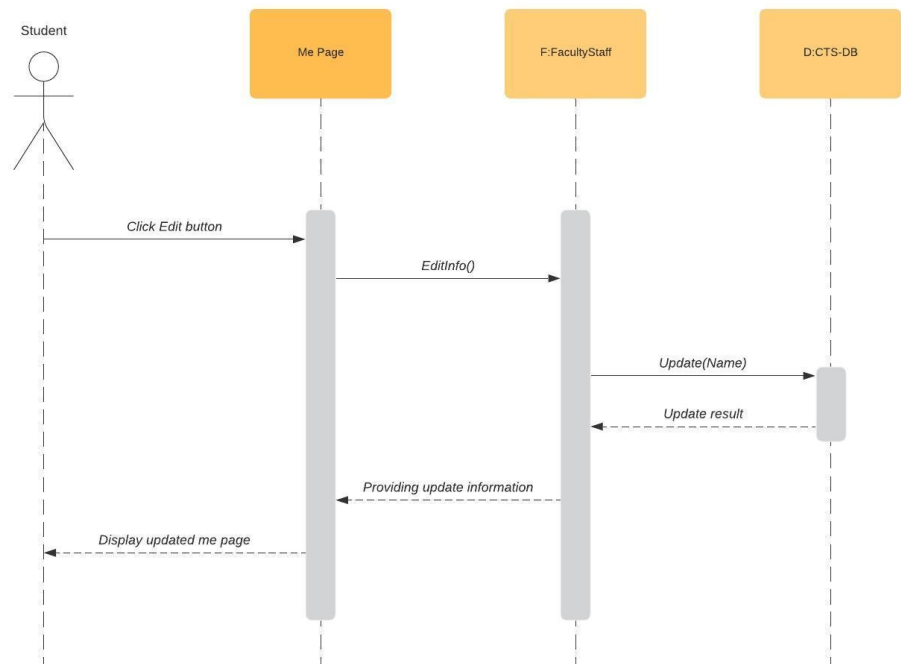 Student
Me Page
F:FacultyStaff
D:CTS-DB
Click Edit button
EditInfo()
Update(Name)
Update result
Providing update information
Display updated me page